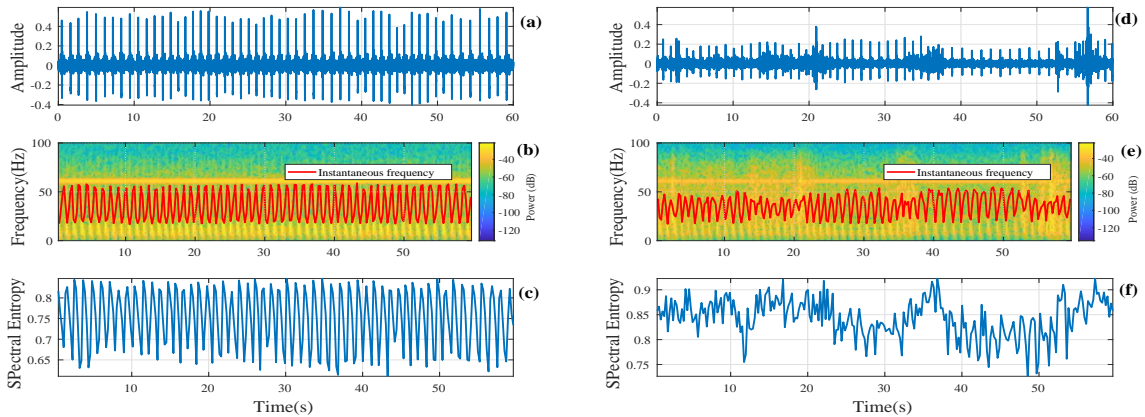 (a)
Amplitude
0.4
0.2
0
-0.2
-0.4
0 10 20 30 40 50 60
(b)
Frequency(Hz)
100
50
0
Instantaneous frequency
10 20 30 40 50
-40
-60
-80
-100
-120
Power (dB)
(c)
SPectral Entropy
0.8
0.75
0.7
0.65
10 20 30 40 50
Time(s)
(d)
Amplitude
0.4
0.2
0
-0.2
-0.4
0 10 20 30 40 50 60
(e)
Frequency(Hz)
100
50
0
Instantaneous frequency
10 20 30 40 50
-40
-60
-80
-100
-120
Power (dB)
(f)
SPectral Entropy
0.9
0.85
0.8
0.75
10 20 30 40 50
Time(s)